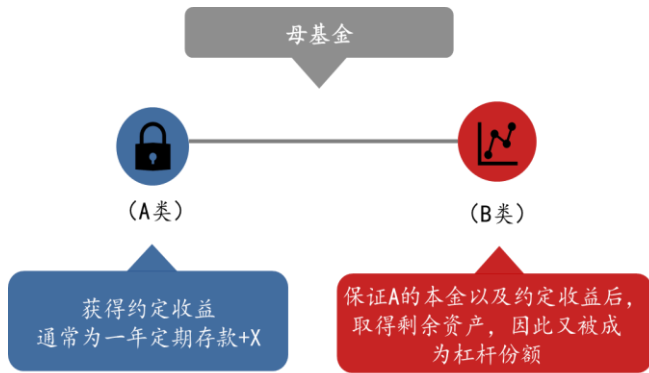 母基金
（A类）
（B类）
获得约定收益
通常为一年定期存款+X
保证A的本金以及约定收益后，
取得剩余资产，因此又被成
为杠杆份额